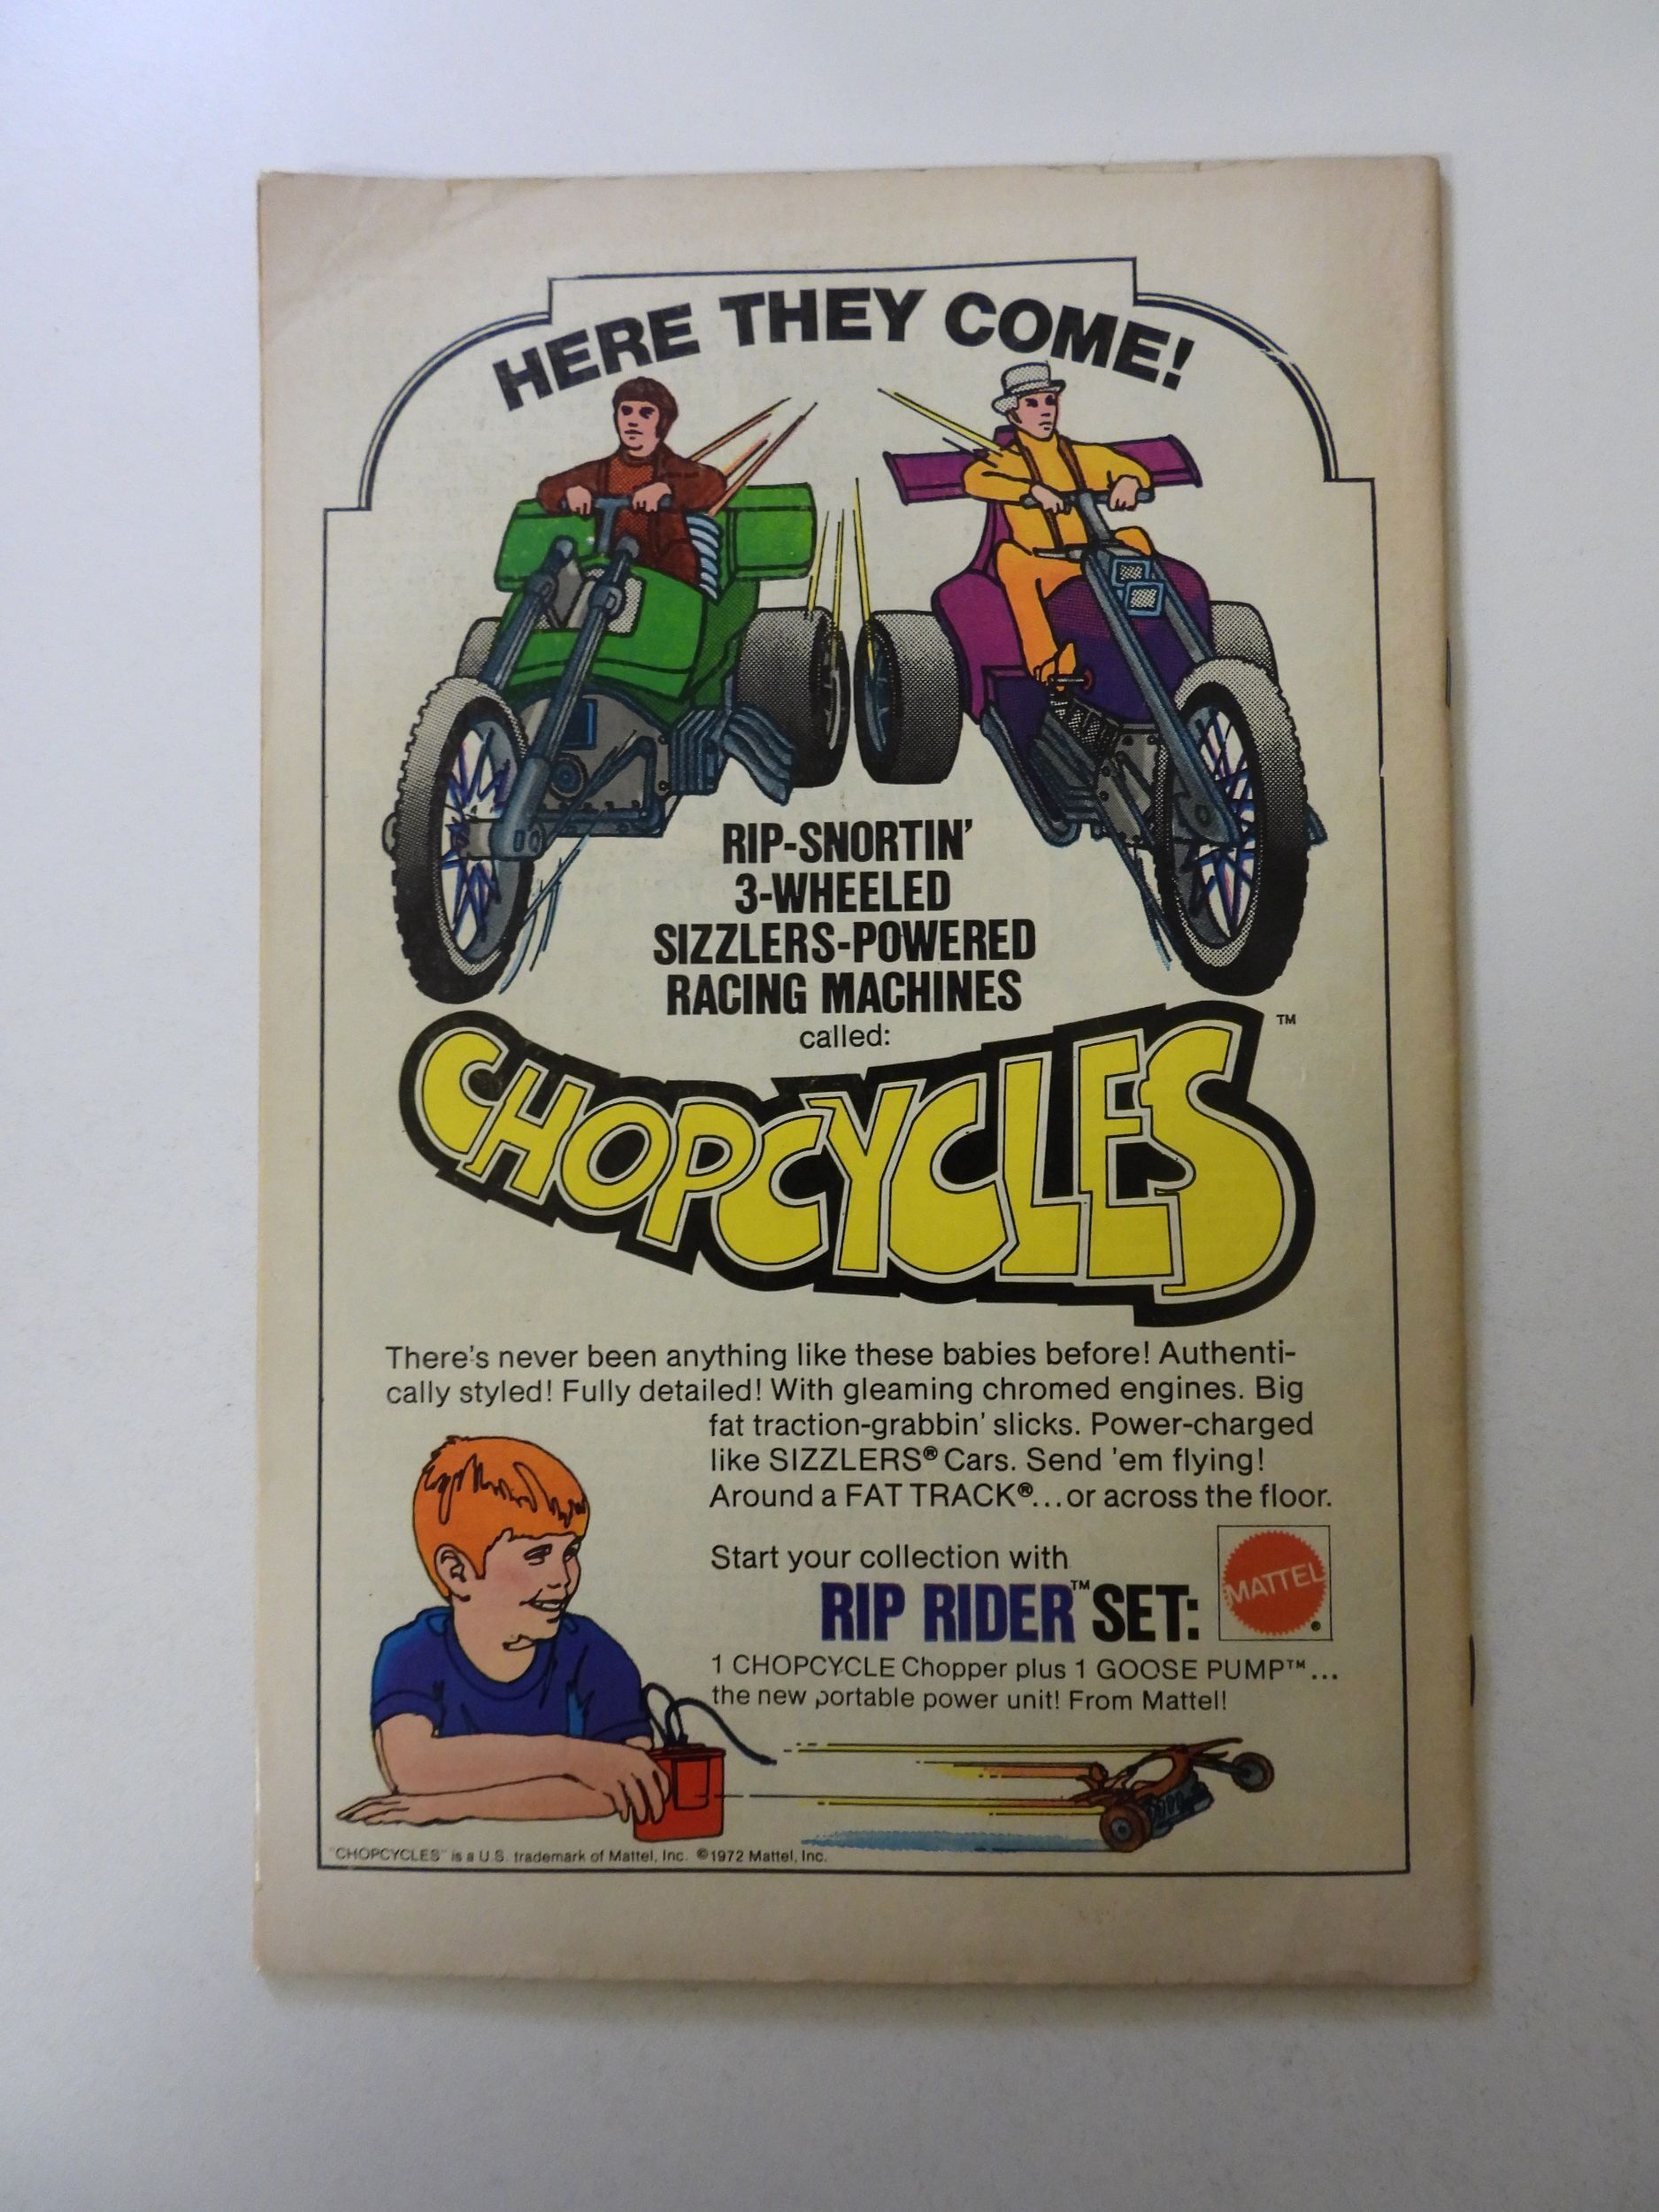 HERE THEY COME!
RIP-SNORTIN'
3-WHEELED
SIZZLERS-POWERED
RACING MACHINES
called:
CHOPCYCLES™
There's never been anything like these babies before! Authenti-
cally styled! Fully detailed! With gleaming chromed engines. Big
fat traction-grabbin' slicks. Power-charged
like SIZZLERS® Cars. Send 'em flying!
Around a FAT TRACK®...or across the floor.
Start your collection with
RIP RIDER™ SET:
MATTEL®
1 CHOPCYCLE Chopper plus 1 GOOSE PUMP™...
the new portable power unit! From Mattel!
"CHOPCYCLES" is a U.S. trademark of Mattel, Inc. ©1972 Mattel, Inc.